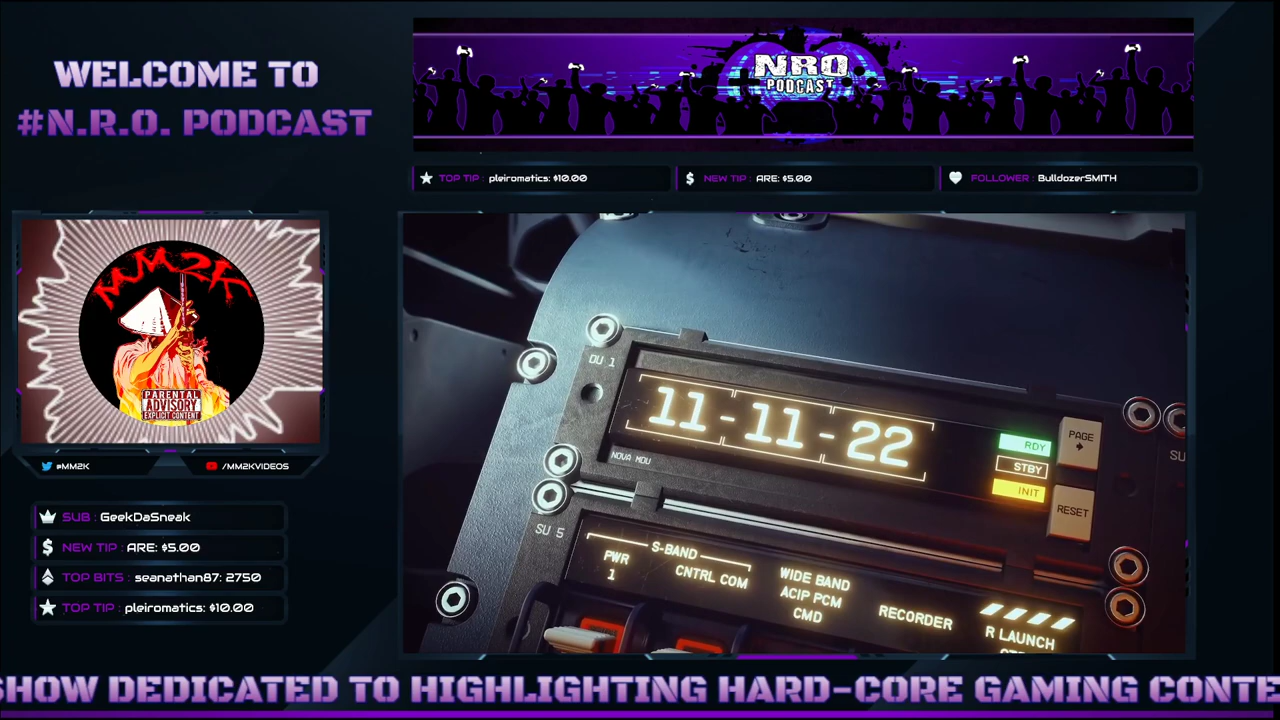 WELCOME TO
#N.R.O. PODCAST
NRO
PODCAST
TOP TIP : pleiromatics: $10.00
NEW TIP : ARE: $5.00
FOLLOWER : BulldozerSMITH
MM2K
PARENTAL
ADVISORY
EXPLICIT CONTENT
@MM2K
/MM2KVIDEOS
SUB : GeekDaSneak
NEW TIP : ARE: $5.00
TOP BITS : seanathan87: 2750
TOP TIP : pleiromatics: $10.00
DU 1
11-11-22
NOVA MDU
RDY
STBY
INIT
PAGE
RESET
SU
SU 5
S-BAND
PWR
1
CNTRL COM
WIDE BAND
ACIP PCM
CMD
RECORDER
R LAUNCH
SHOW DEDICATED TO HIGHLIGHTING HARD-CORE GAMING CONTE